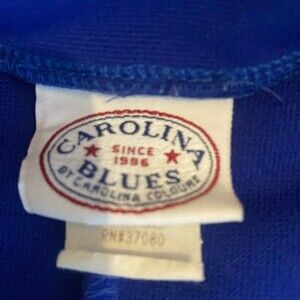 CAROLINA
SINCE
1986
BLUES
BY CAROLINA COLOURS
RN#37080